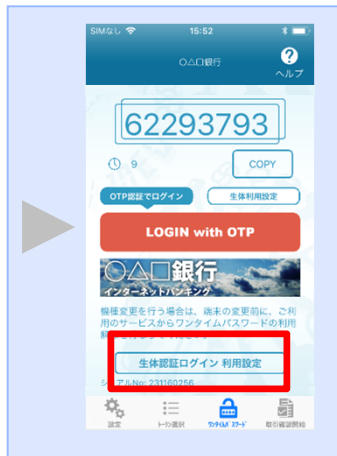 SIMなし 15:52
○△□銀行
?
ヘルプ
62293793
9 COPY
OTP認証でログイン 生体利用設定
LOGIN with OTP
○△□銀行
インターネットバンキング
機種変更を行う場合は、端末の変更前に、ご利
用のサービスからワンタイムパスワードの利用
生体認証ログイン 利用設定
No: 231160256
設定 トークン選択 ワンタイムパスワード 取引確認開始